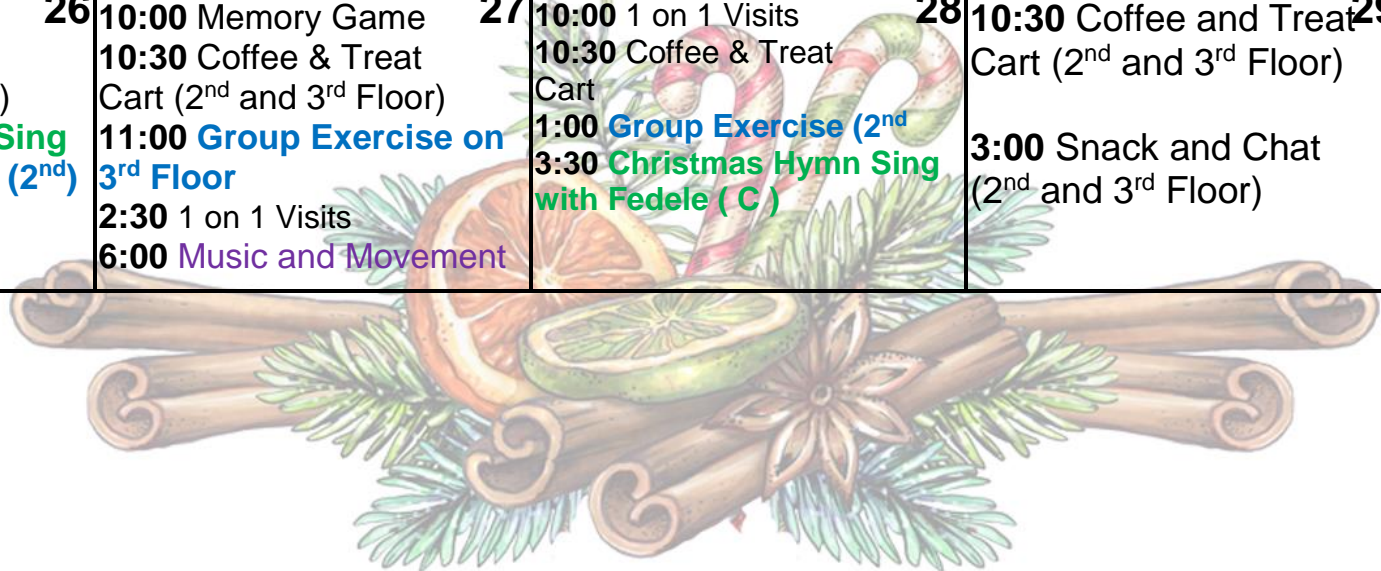 26
)
Sing
(2nd)
27
10:00 Memory Game
10:30 Coffee & Treat
Cart (2nd and 3rd Floor)
11:00 Group Exercise on
3rd Floor
2:30 1 on 1 Visits
6:00 Music and Movement
28
10:00 1 on 1 Visits
10:30 Coffee & Treat
Cart
1:00 Group Exercise (2nd
3:30 Christmas Hymn Sing
with Fedele ( C )
10:30 Coffee and Treat
Cart (2nd and 3rd Floor)
3:00 Snack and Chat
(2nd and 3rd Floor)